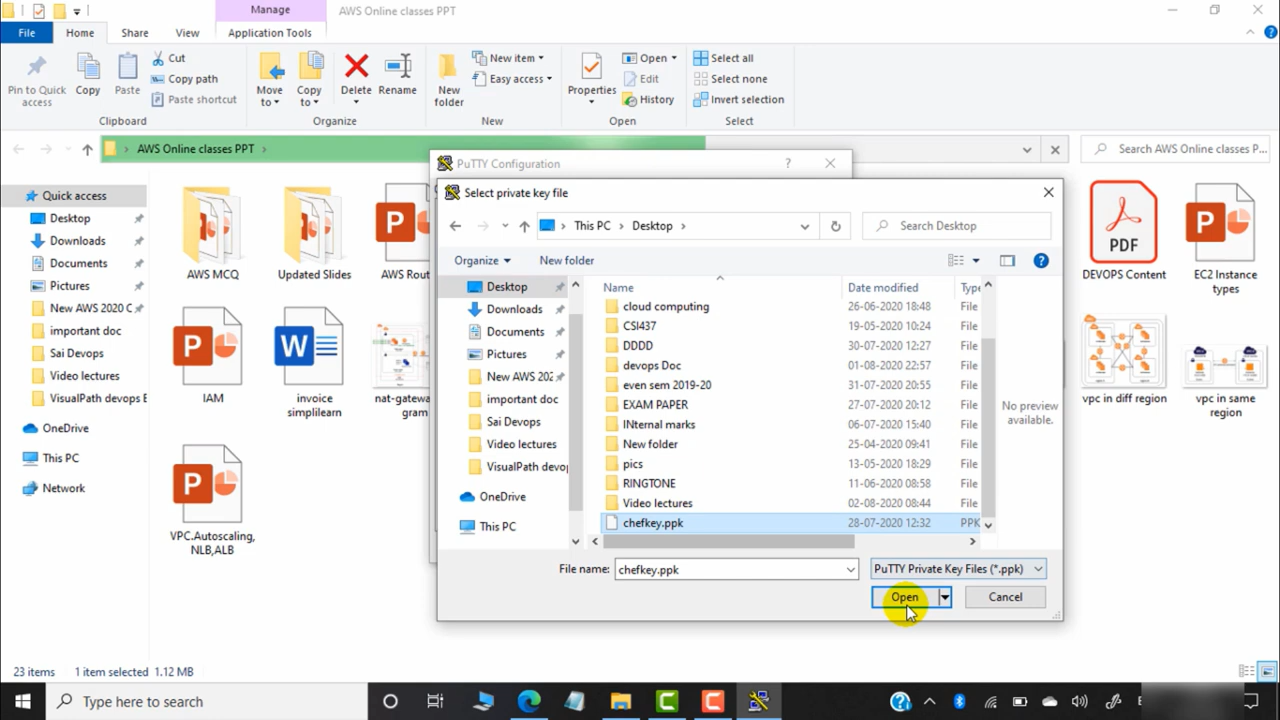 Manage
AWS Online classes PPT
File
Home
Share
View
Application Tools
Pin to Quick access
Copy
Paste
Cut
Copy path
Paste shortcut
Clipboard
Move to
Copy to
Delete
Rename
Organize
New folder
New item
Easy access
New
Properties
Open
Edit
History
Open
Select all
Select none
Invert selection
Select
AWS Online classes PPT
Search AWS Online classes P...
Quick access
Desktop
Downloads
Documents
Pictures
New AWS 2020 C
important doc
Sai Devops
Video lectures
VisualPath devops E
OneDrive
This PC
Network
AWS MCQ
Updated Slides
AWS Rout
IAM
invoice simplilearn
nat-gatewa
gram
VPC.Autoscaling,
NLB,ALB
PDF
DEVOPS Content
EC2 Instance
types
vpc in diff region
vpc in same
region
PuTTY Configuration
?
Select private key file
This PC
Desktop
Search Desktop
Organize
New folder
Desktop
Downloads
Documents
Pictures
New AWS 202
important doc
Sai Devops
Video lectures
VisualPath devop
OneDrive
This PC
Name Date modified Type
cloud computing 26-06-2020 18:48 File
CSI437 19-05-2020 10:24 File
DDDD 30-07-2020 12:27 File
devops Doc 01-08-2020 22:57 File
even sem 2019-20 31-07-2020 20:55 File
EXAM PAPER 27-07-2020 20:12 File
INternal marks 06-07-2020 15:40 File
New folder 25-04-2020 09:41 File
pics 13-05-2020 18:29 File
RINGTONE 11-06-2020 08:58 File
Video lectures 02-08-2020 08:44 File
chefkey.ppk 28-07-2020 12:32 PPK
No preview
available.
File name: chefkey.ppk
PuTTY Private Key Files (*.ppk)
Open
Cancel
23 items 1 item selected 1.12 MB
Type here to search